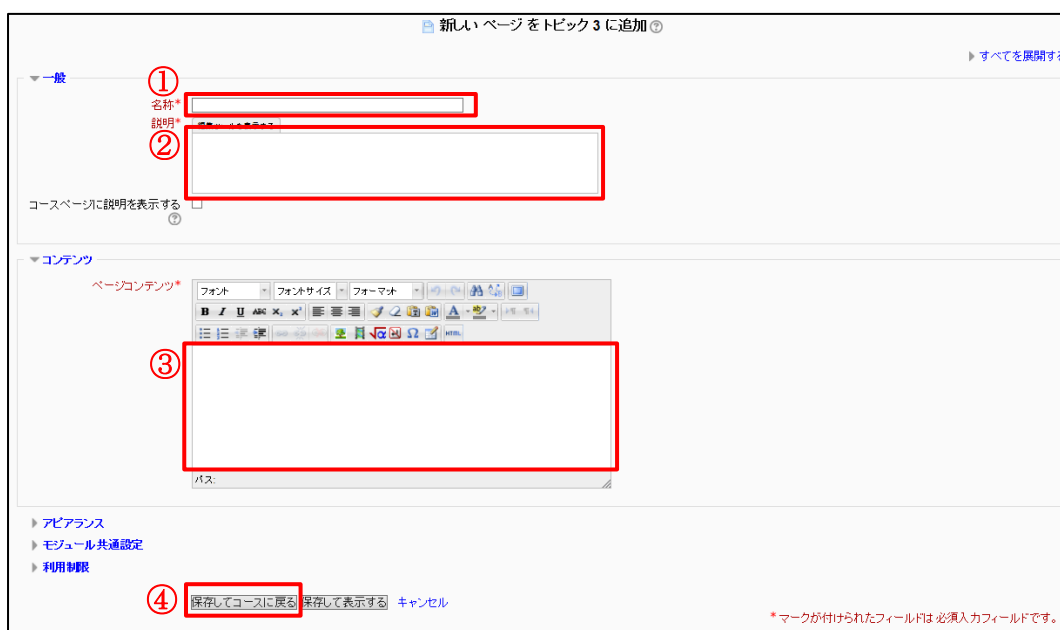 新しい ページ をトピック 3 に追加
すべてを展開する
一般
①
名称*
説明*
②
コースページに説明を表示する
コンテンツ
ページコンテンツ*
フォント フォントサイズ フォーマット
B I U ABC X₂ X² A ab
√α Ω HTML
③
パス:
アピアランス
モジュール共通設定
利用制限
④
保存してコースに戻る 保存して表示する キャンセル
*マークが付けられたフィールドは 必須入力フィールドです。